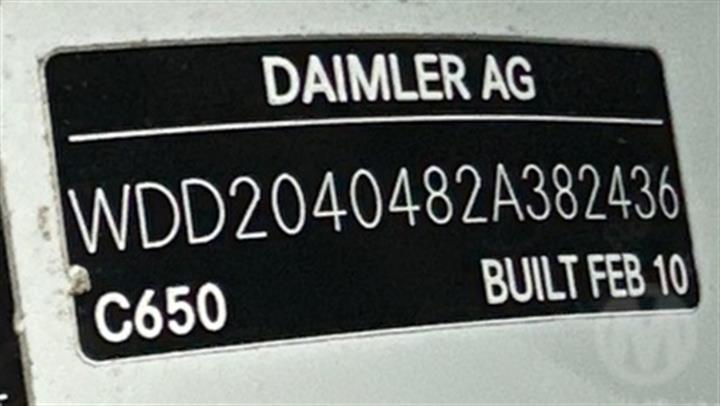 DAIMLER AG
WDD2040482A382436
C650
BUILT FEB 10